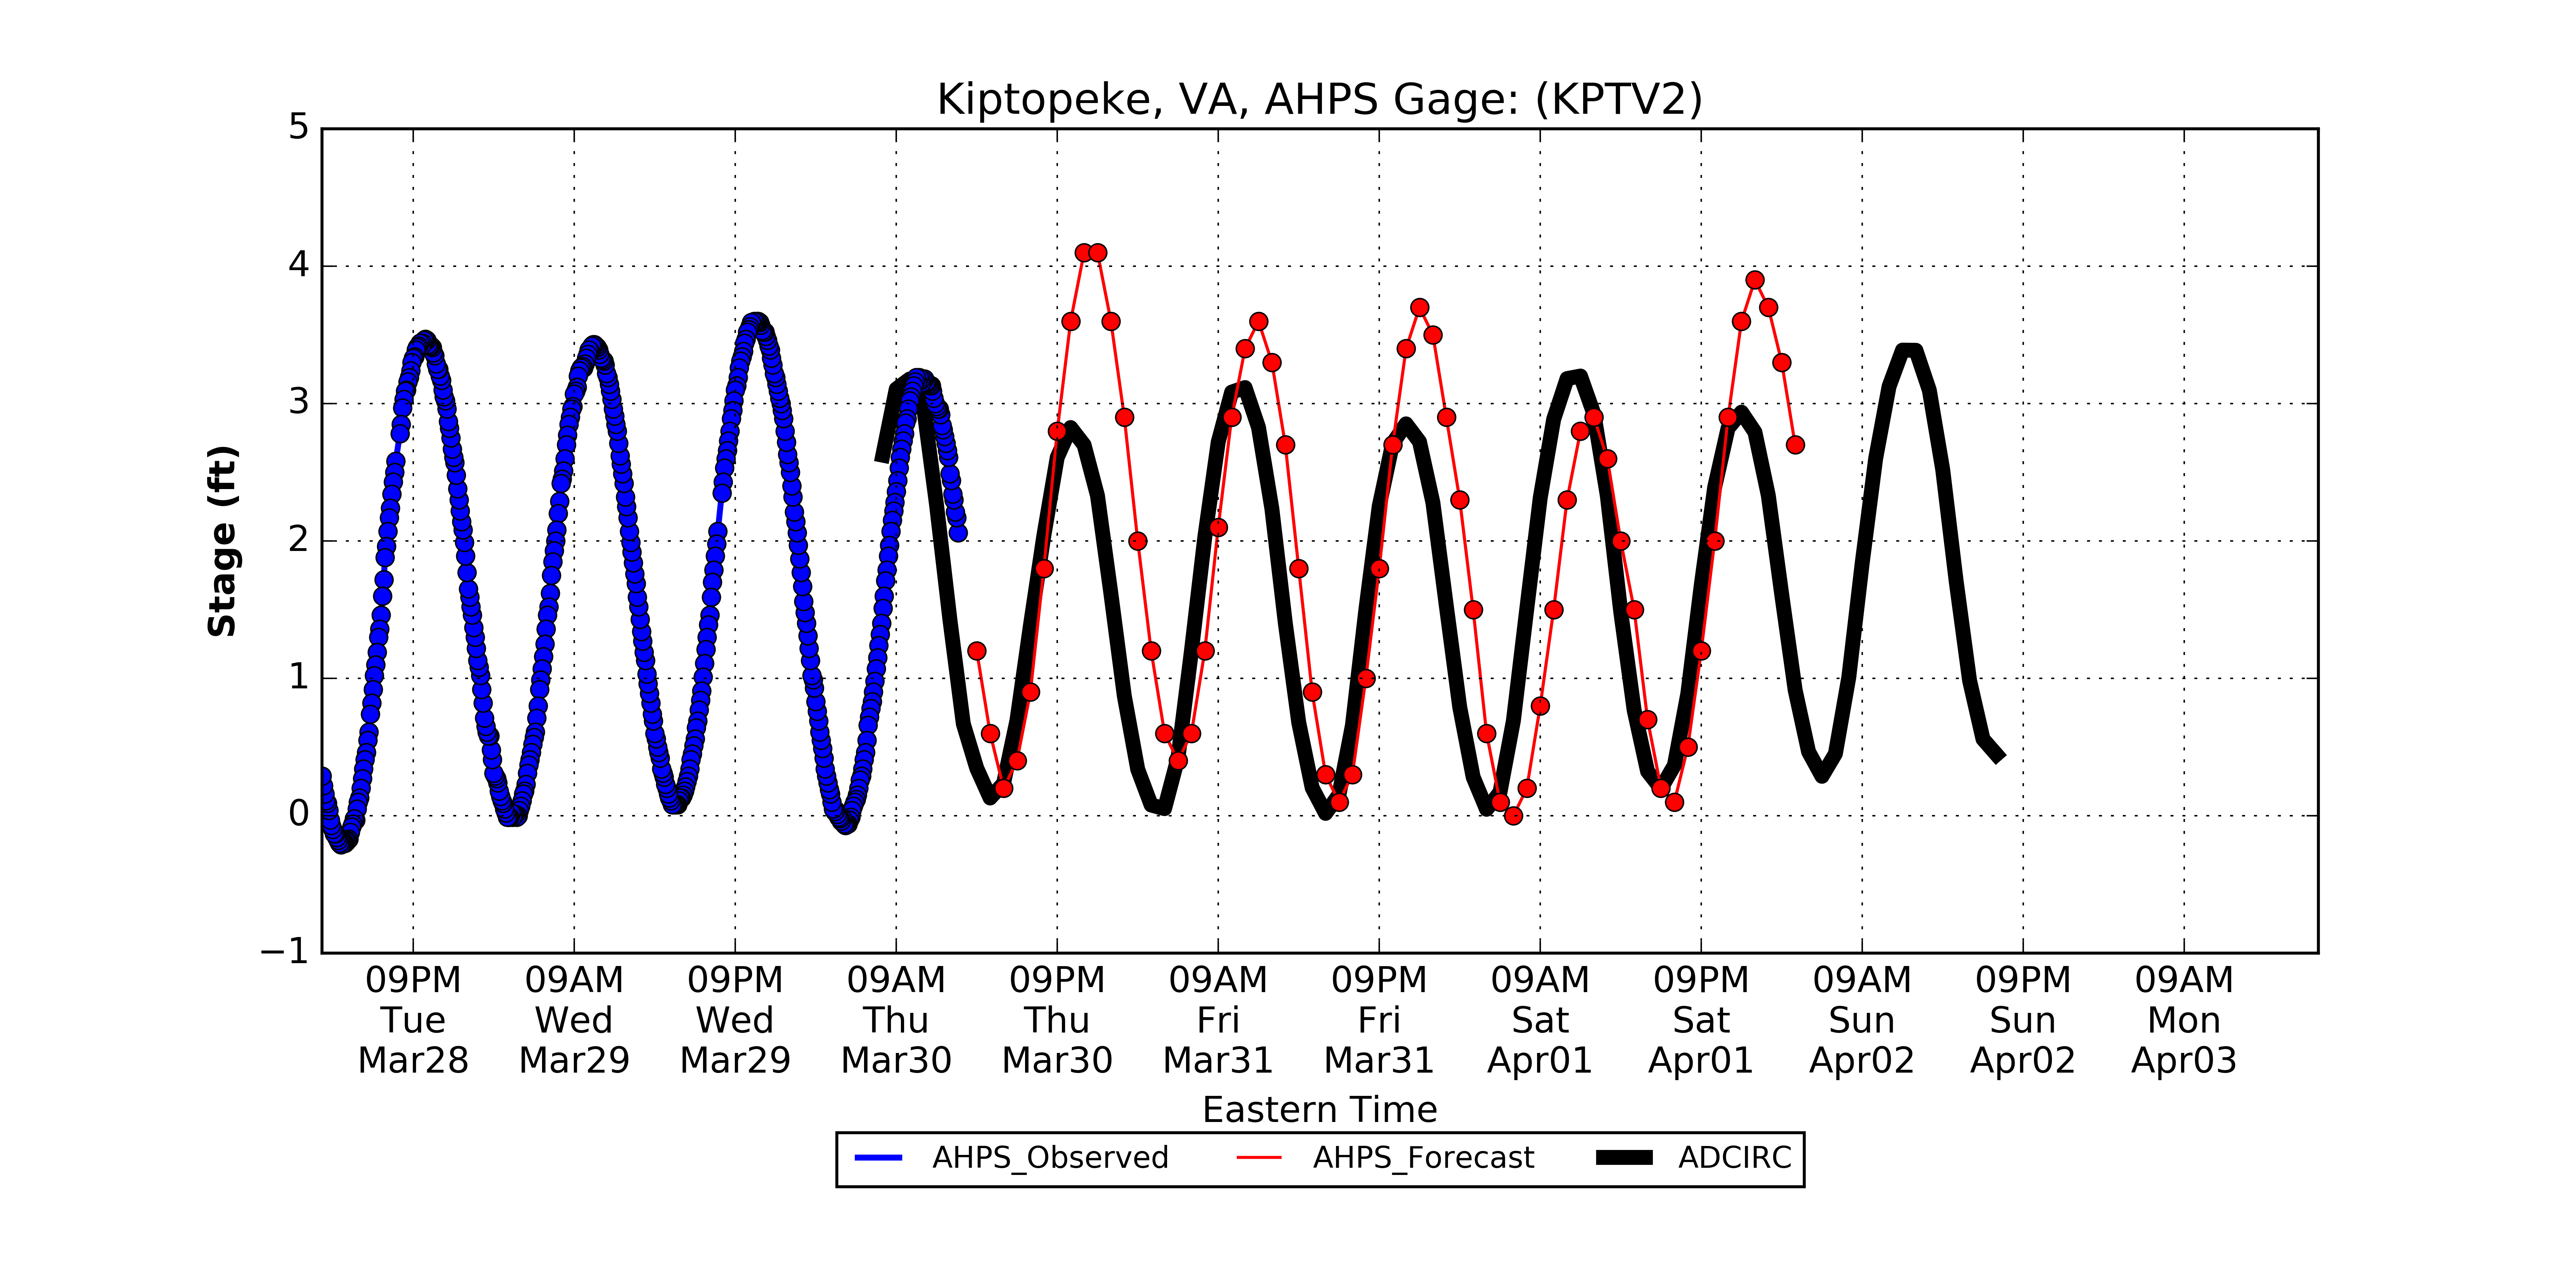 Kiptopeke, VA, AHPS Gage: (KPTV2)
5
4
3
2
1
0
−1
Stage (ft)
09PM 09AM 09PM 09AM 09PM 09AM 09PM 09AM 09PM 09AM 09PM 09AM
Tue Wed Wed Thu Thu Fri Fri Sat Sat Sun Sun Mon
Mar28 Mar29 Mar29 Mar30 Mar30 Mar31 Mar31 Apr01 Apr01 Apr02 Apr02 Apr03
Eastern Time
AHPS_Observed AHPS_Forecast ADCIRC